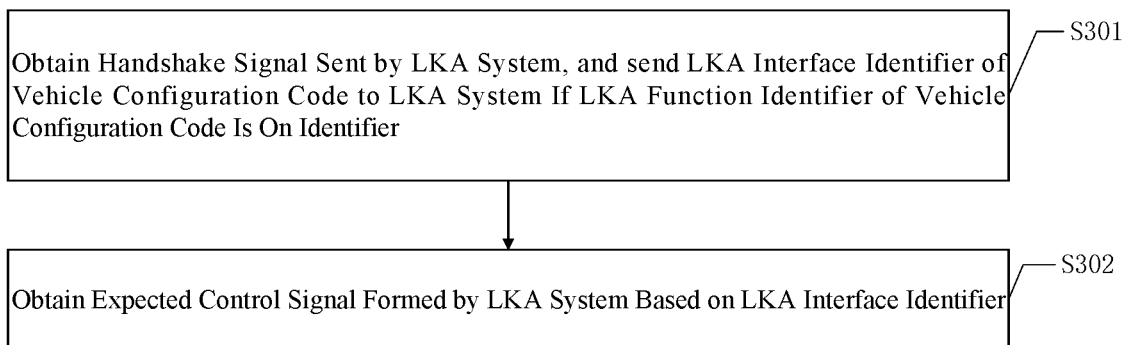 S301
Obtain Handshake Signal Sent by LKA System, and send LKA Interface Identifier of
Vehicle Configuration Code to LKA System If LKA Function Identifier of Vehicle
Configuration Code Is On Identifier
S302
Obtain Expected Control Signal Formed by LKA System Based on LKA Interface Identifier